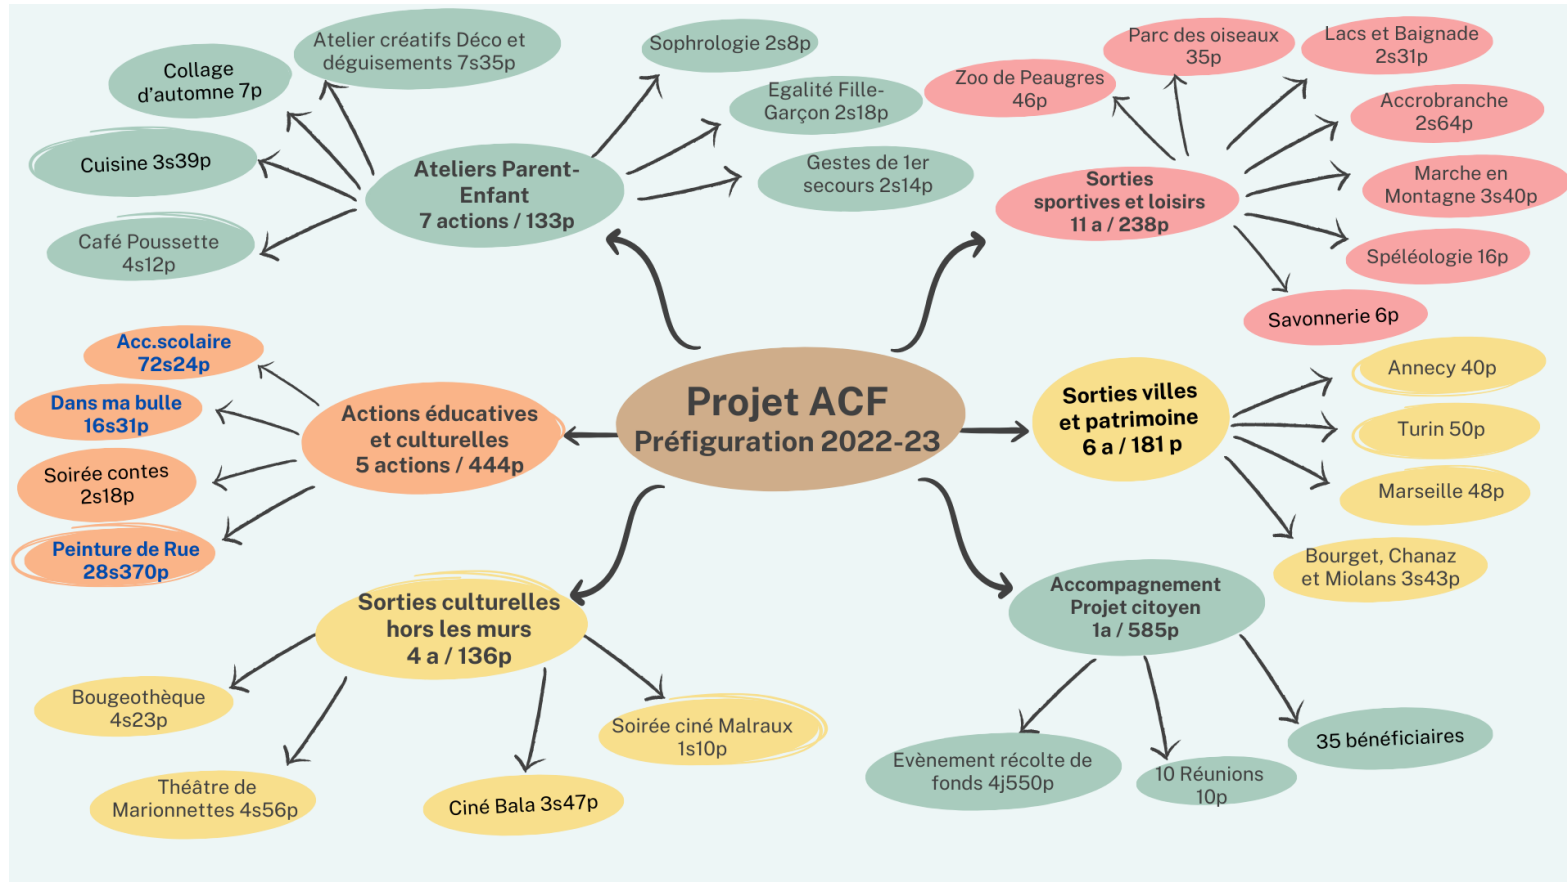 Projet ACF
Préfiguration 2022-23
Ateliers Parent-
Enfant
7 actions / 133p
Atelier créatifs Déco et
déguisements 7s35p
Collage
d'automne 7p
Cuisine 3s39p
Café Poussette
4s12p
Sophrologie 2s8p
Egalité Fille-
Garçon 2s18p
Gestes de 1er
secours 2s14p
Sorties
sportives et loisirs
11 a / 238p
Zoo de Peaugres
46p
Parc des oiseaux
35p
Lacs et Baignade
2s31p
Accrobranche
2s64p
Marche en
Montagne 3s40p
Spéléologie 16p
Savonnerie 6p
Actions éducatives
et culturelles
5 actions / 444p
Acc.scolaire
72s24p
Dans ma bulle
16s31p
Soirée contes
2s18p
Peinture de Rue
28s370p
Sorties villes
et patrimoine
6 a / 181 p
Annecy 40p
Turin 50p
Marseille 48p
Bourget, Chanaz
et Miolans 3s43p
Sorties culturelles
hors les murs
4 a / 136p
Bougeothèque
4s23p
Théâtre de
Marionnettes 4s56p
Ciné Bala 3s47p
Soirée ciné Malraux
1s10p
Accompagnement
Projet citoyen
1a / 585p
Evènement récolte de
fonds 4j550p
10 Réunions
10p
35 bénéficiaires